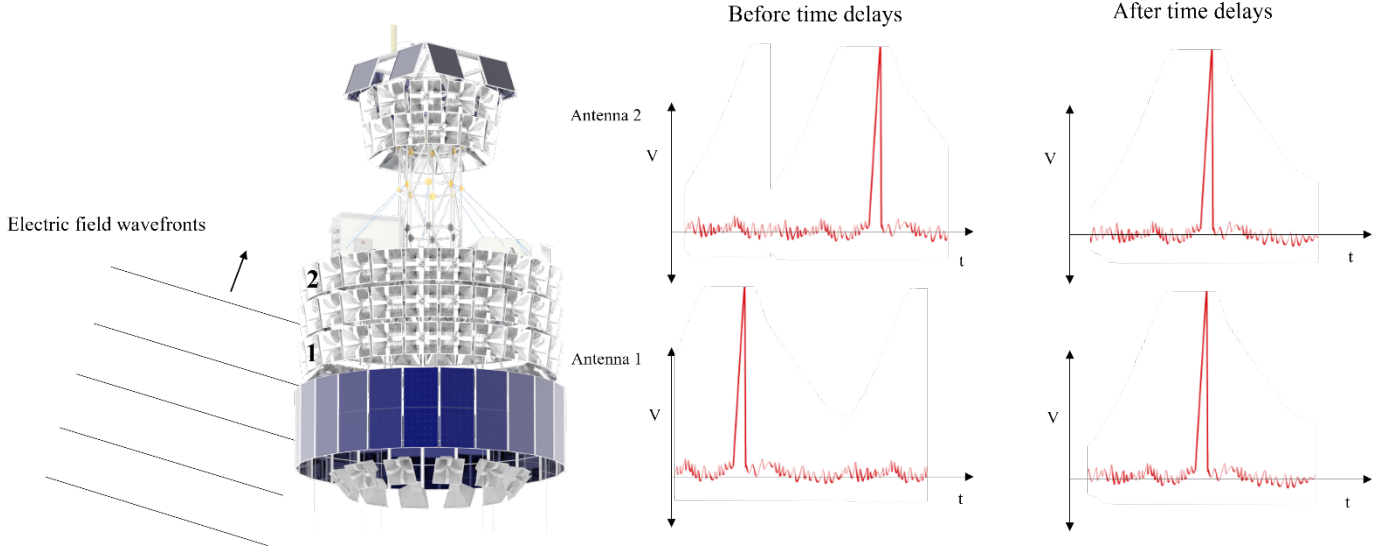 Before time delays
After time delays
Antenna 2
V
t
V
t
Electric field wavefronts
2
1
Antenna 1
V
t
V
t